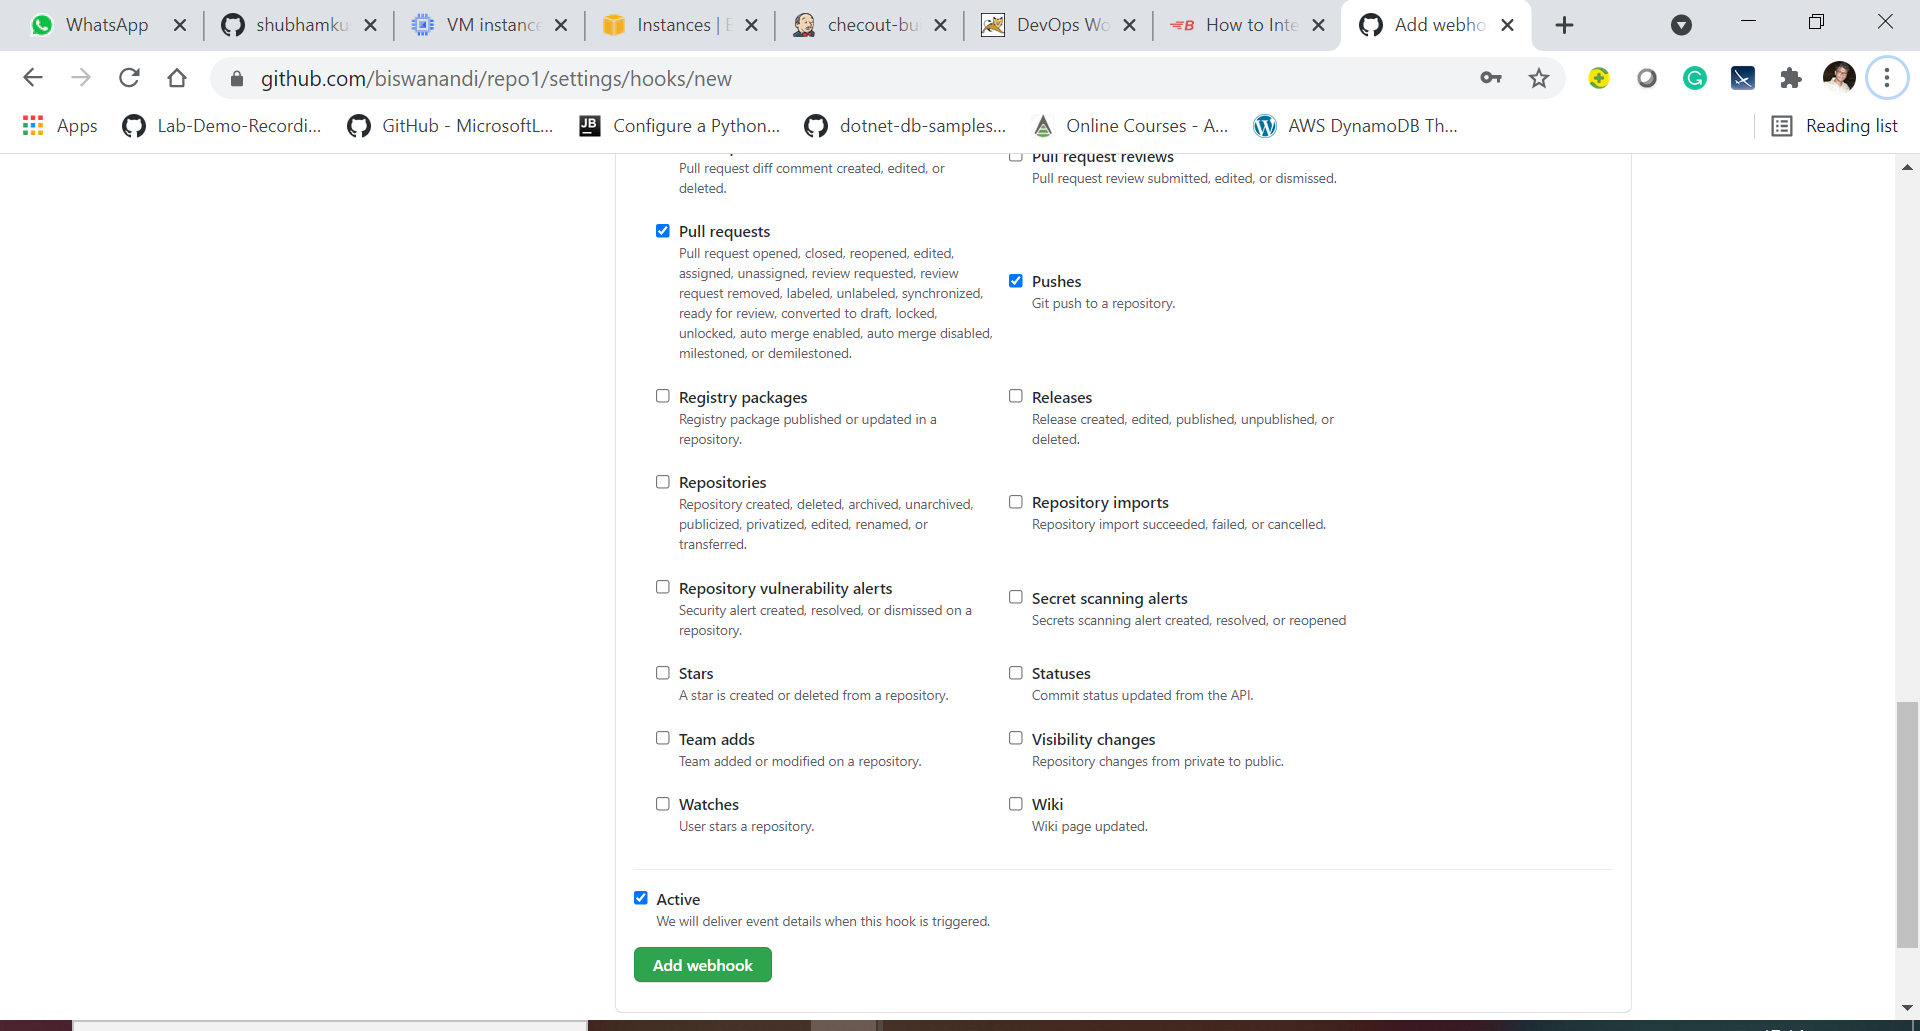 WhatsApp
shubhamku
VM instance
Instances | E
checout-bu
DevOps Wo
How to Inte
Add webho
github.com/biswanandi/repo1/settings/hooks/new
Apps
Lab-Demo-Recordi...
GitHub - MicrosoftL...
Configure a Python...
dotnet-db-samples...
Online Courses - A...
AWS DynamoDB Th...
Reading list
Pull request diff comment created, edited, or
deleted.
Pull request reviews
Pull request review submitted, edited, or dismissed.
Pull requests
Pull request opened, closed, reopened, edited,
assigned, unassigned, review requested, review
request removed, labeled, unlabeled, synchronized,
ready for review, converted to draft, locked,
unlocked, auto merge enabled, auto merge disabled,
milestoned, or demilestoned.
Pushes
Git push to a repository.
Registry packages
Registry package published or updated in a
repository.
Releases
Release created, edited, published, unpublished, or
deleted.
Repositories
Repository created, deleted, archived, unarchived,
publicized, privatized, edited, renamed, or
transferred.
Repository imports
Repository import succeeded, failed, or cancelled.
Repository vulnerability alerts
Security alert created, resolved, or dismissed on a
repository.
Secret scanning alerts
Secrets scanning alert created, resolved, or reopened
Stars
A star is created or deleted from a repository.
Statuses
Commit status updated from the API.
Team adds
Team added or modified on a repository.
Visibility changes
Repository changes from private to public.
Watches
User stars a repository.
Wiki
Wiki page updated.
Active
We will deliver event details when this hook is triggered.
Add webhook